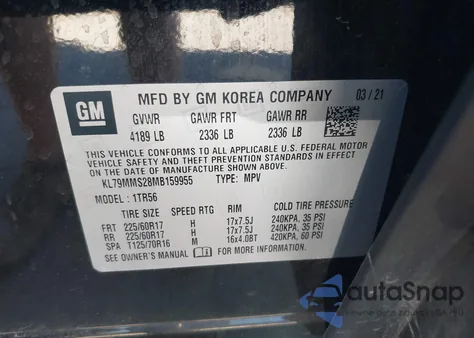 GM
MFD BY GM KOREA COMPANY 03/21
GVWR GAWR FRT GAWR RR
4189 LB 2336 LB 2336 LB
THIS VEHICLE CONFORMS TO ALL APPLICABLE U.S. FEDERAL MOTOR
VEHICLE SAFETY AND THEFT PREVENTION STANDARDS IN EFFECT ON
THE DATE OF MANUFACTURE SHOWN ABOVE.
KL79MMS28MB159955 TYPE: MPV
MODEL: 1TR56
TIRE SIZE SPEED RTG RIM COLD TIRE PRESSURE
FRT 225/60R17 H 17x7.5J 240KPA, 35 PSI
RR 225/60R17 H 17x7.5J 240KPA, 35 PSI
SPA T125/70R16 M 16x4.0BT 420KPA, 60 PSI
SEE OWNER'S MANUAL FOR MORE INFORMATION.
autoSnap
POWERED BY